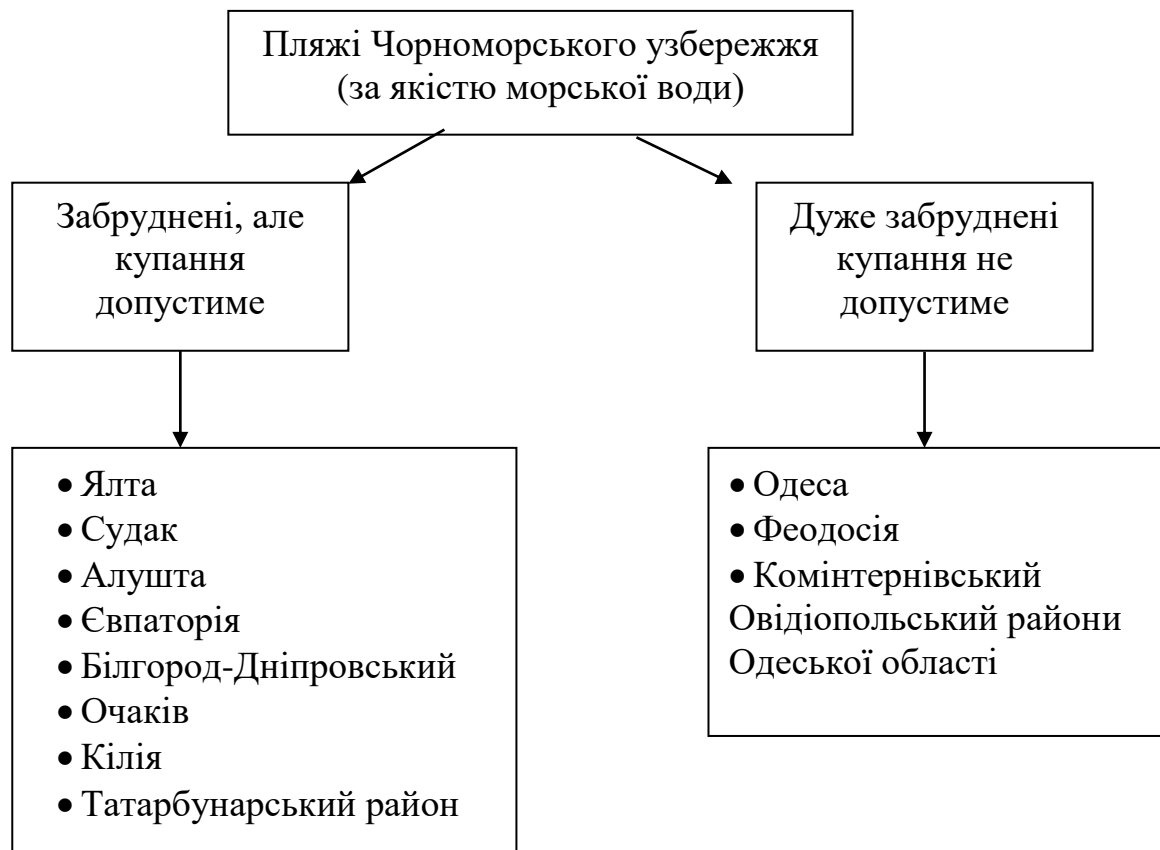 Пляжі Чорноморського узбережжя
(за якістю морської води)
Забруднені, але
купання
допустиме
Дуже забруднені
купання не
допустиме
• Ялта
• Судак
• Алушта
• Євпаторія
• Білгород-Дніпровський
• Очаків
• Кілія
• Татарбунарський район
• Одеса
• Феодосія
• Комінтернівський
Овідіопольський райони
Одеської області